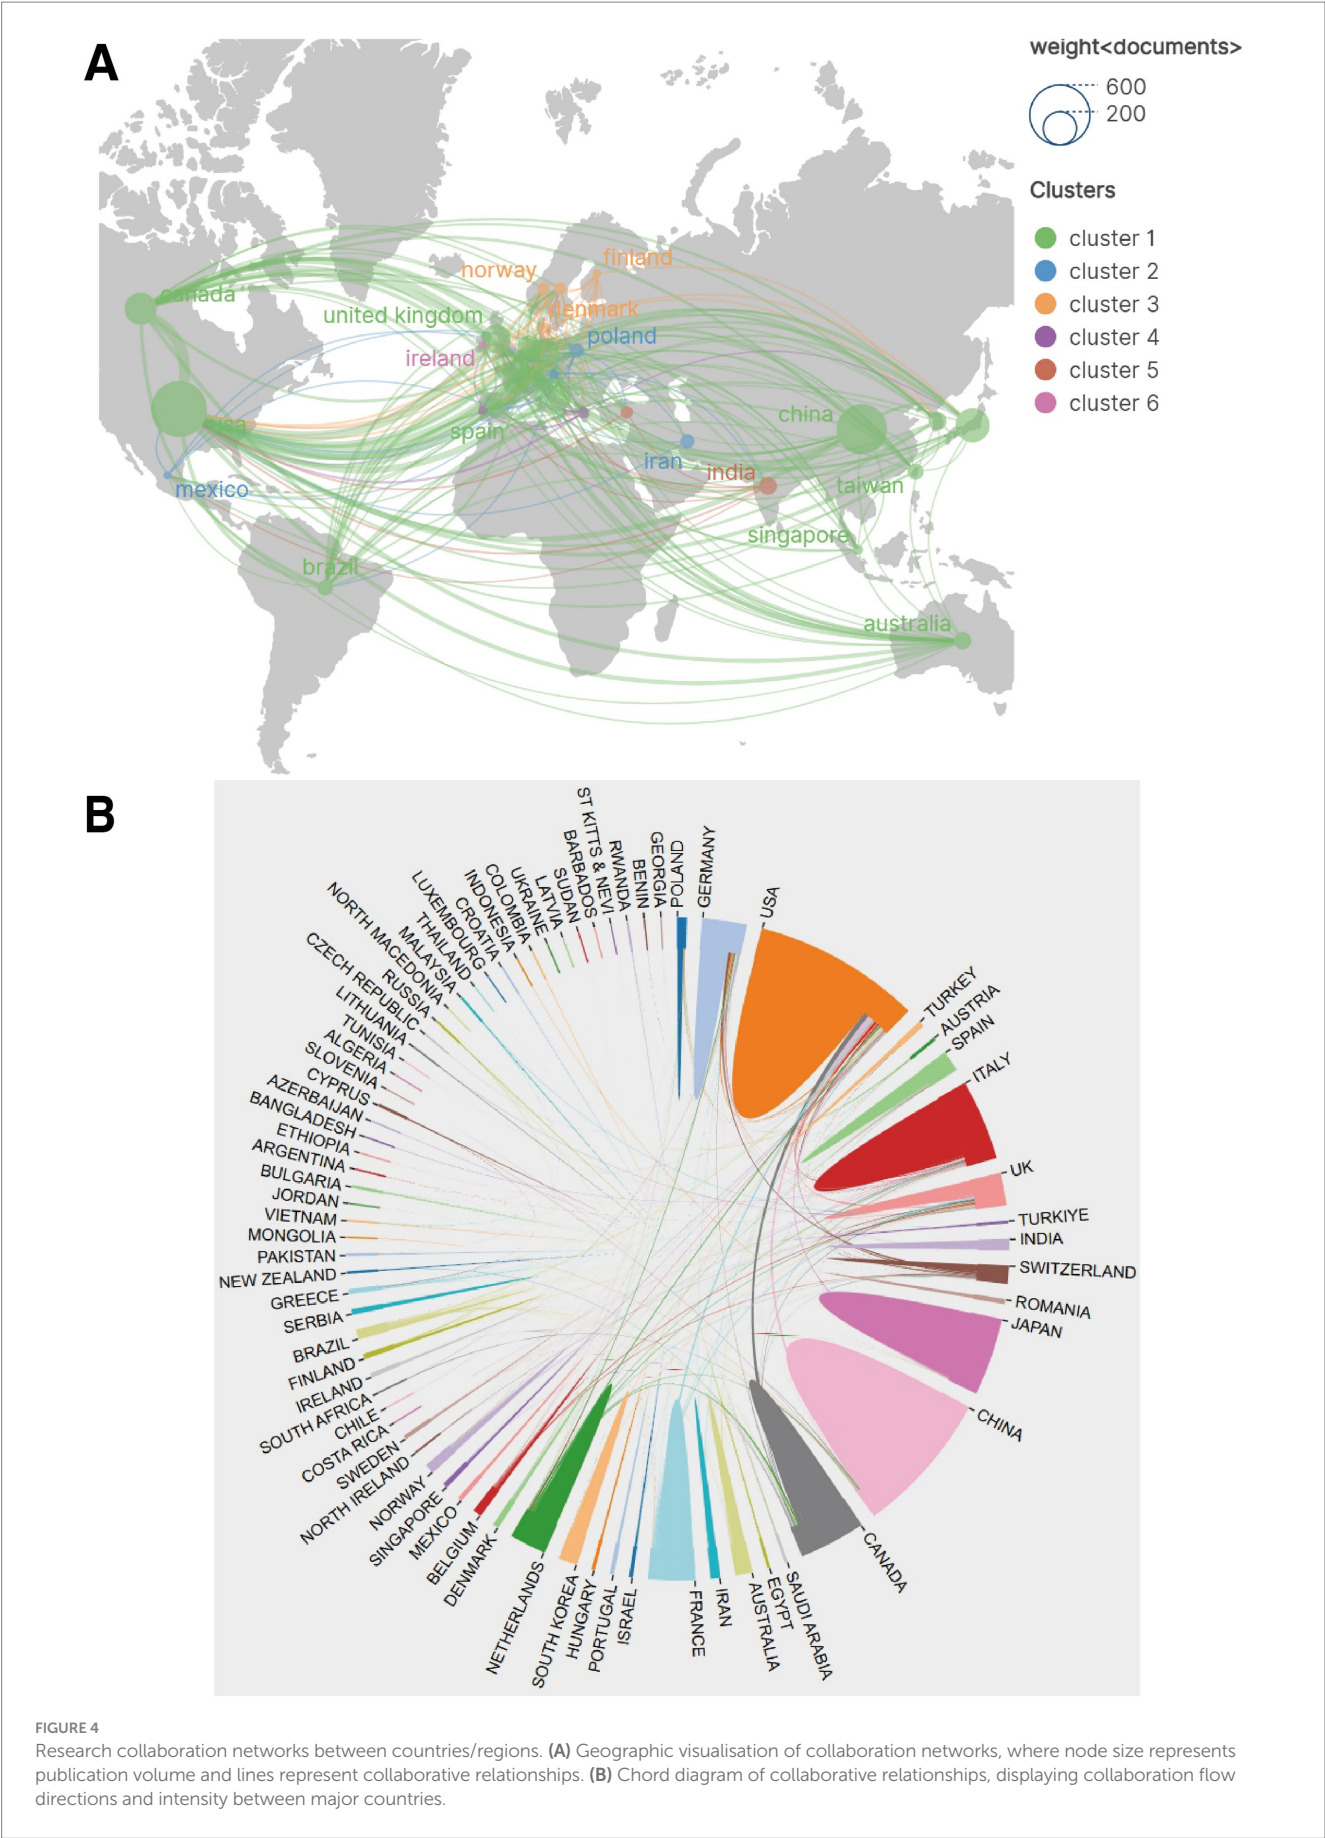 A
weight<documents>
600
200
Clusters
cluster 1
cluster 2
cluster 3
cluster 4
cluster 5
cluster 6
finland
norway
canada
denmark
united kingdom
poland
ireland
china
usa
spain
iran
india
mexico
taiwan
singapore
brazil
australia
B
POLAND
GERMANY
USA
TURKEY
AUSTRIA
SPAIN
ITALY
UK
TURKIYE
INDIA
SWITZERLAND
ROMANIA
JAPAN
CHINA
CANADA
SAUDI ARABIA
EGYPT
AUSTRALIA
IRAN
FRANCE
ISRAEL
PORTUGAL
HUNGARY
SOUTH KOREA
NETHERLANDS
DENMARK
BELGIUM
MEXICO
SINGAPORE
NORWAY
NORTH IRELAND
SWEDEN
COSTA RICA
CHILE
SOUTH AFRICA
IRELAND
FINLAND
BRAZIL
SERBIA
GREECE
NEW ZEALAND
PAKISTAN
MONGOLIA
VIETNAM
JORDAN
BULGARIA
ARGENTINA
ETHIOPIA
BANGLADESH
AZERBAIJAN
CYPRUS
SLOVENIA
ALGERIA
TUNISIA
LITHUANIA
CZECH REPUBLIC
RUSSIA
NORTH MACEDONIA
MALAYSIA
THAILAND
LUXEMBOURG
CROATIA
INDONESIA
COLOMBIA
UKRAINE
LATVIA
SUDAN
BARBADOS
ST KITTS & NEVI
RWANDA
BENIN
GEORGIA
FIGURE 4
Research collaboration networks between countries/regions. (A) Geographic visualisation of collaboration networks, where node size represents
publication volume and lines represent collaborative relationships. (B) Chord diagram of collaborative relationships, displaying collaboration flow
directions and intensity between major countries.